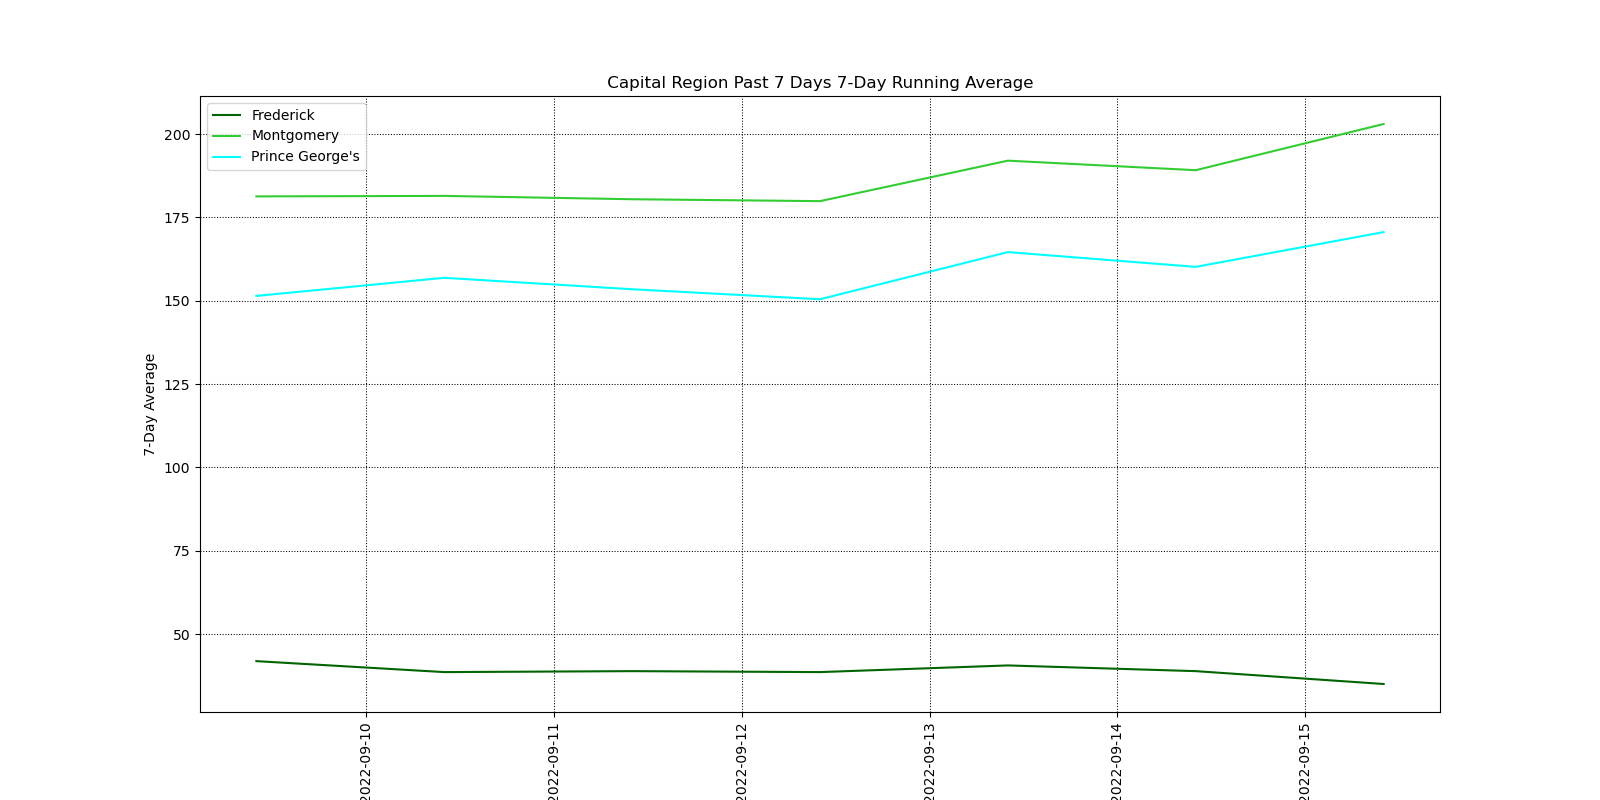 Capital Region Past 7 Days 7-Day Running Average
Frederick
Montgomery
Prince George's
200
175
150
125
100
75
50
7-Day Average
2022-09-10
2022-09-11
2022-09-12
2022-09-13
2022-09-14
2022-09-15